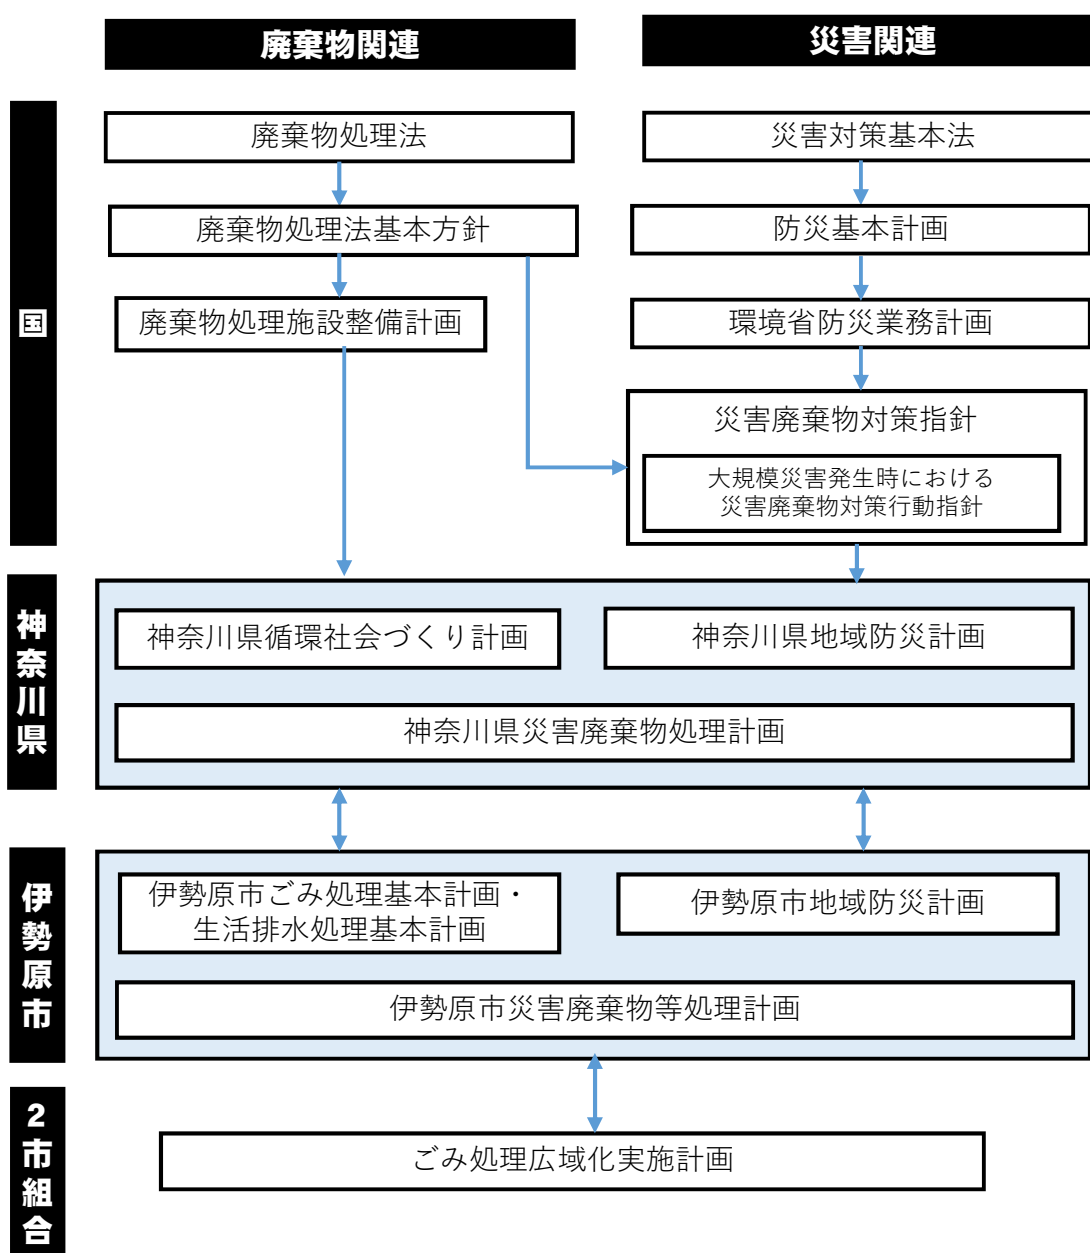 廃棄物関連
災害関連
国
廃棄物処理法
災害対策基本法
廃棄物処理法基本方針
防災基本計画
廃棄物処理施設整備計画
環境省防災業務計画
災害廃棄物対策指針
大規模災害発生時における
災害廃棄物対策行動指針
神奈川県
神奈川県循環社会づくり計画
神奈川県地域防災計画
神奈川県災害廃棄物処理計画
伊勢原市
伊勢原市ごみ処理基本計画・
生活排水処理基本計画
伊勢原市地域防災計画
伊勢原市災害廃棄物等処理計画
2市組合
ごみ処理広域化実施計画